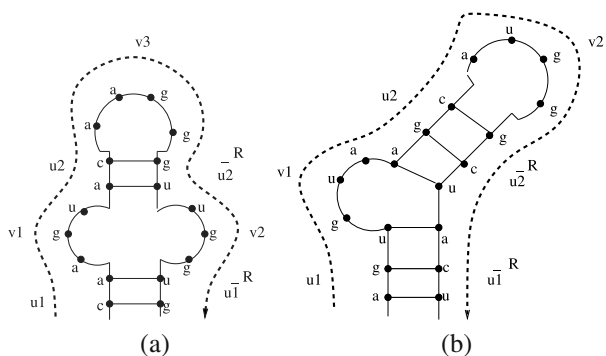 v3
a g
a g
c g
u2
u2̄ᴿ
a u
u u
v1 g g v2
a g
a u
u1
u1̄ᴿ
c g
(a)
u
a g v2
u2
c g
g g
v1 a a c
u2̄ᴿ
u u
g
u a
g c
u1
u1̄ᴿ
a u
(b)